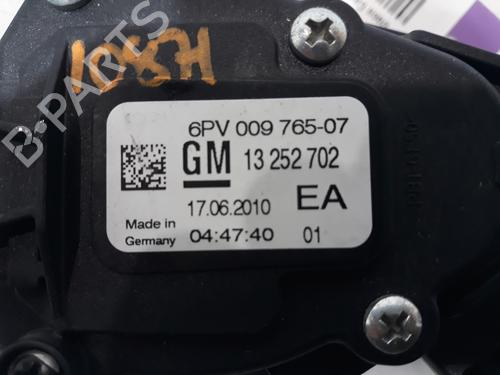 10871
B-PARTS
6PV 009 765-07
GM 13 252 702
17.06.2010 EA
Made in
Germany 04:47:40 01